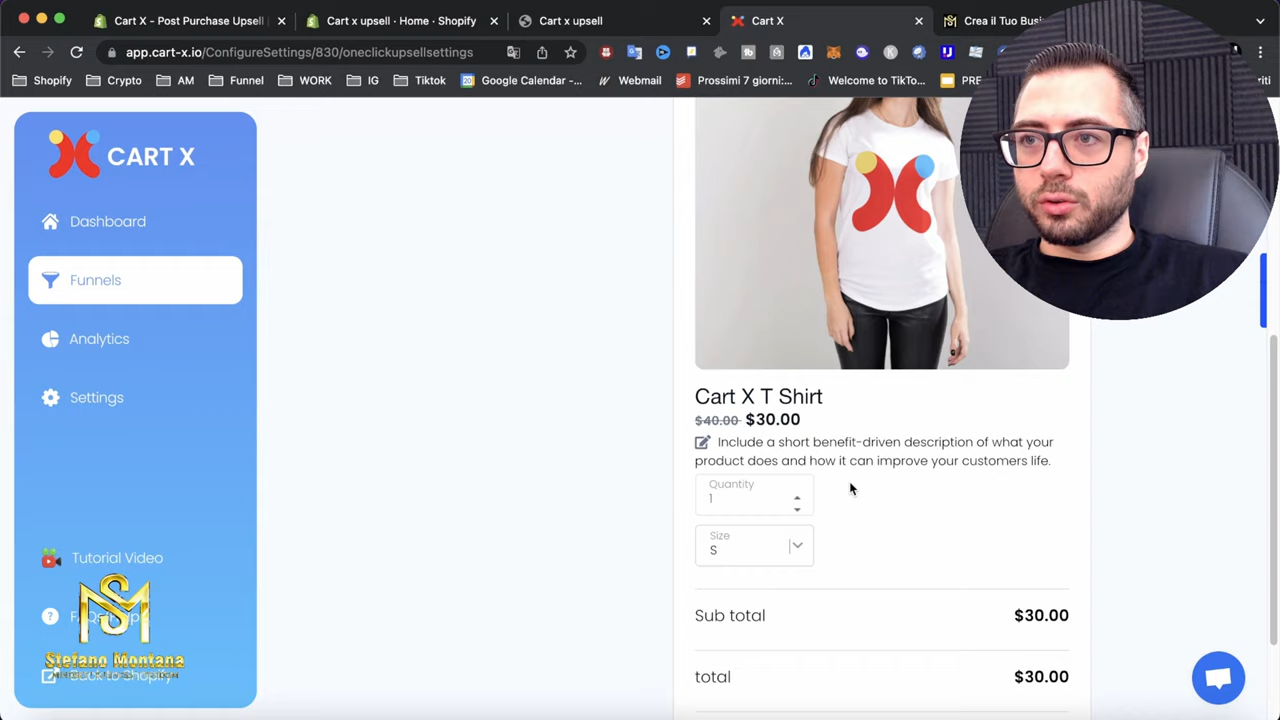 Cart X - Post Purchase Upsell
Cart x upsell · Home · Shopify
Cart x upsell
Cart X
Crea il Tuo Busi
app.cart-x.io/ConfigureSettings/830/oneclickupsellsettings
Shopify
Crypto
AM
Funnel
WORK
IG
Tiktok
Google Calendar -...
Webmail
Prossimi 7 giorni:...
Welcome to TikTo...
PRE
CART X
Dashboard
Funnels
Analytics
Settings
Tutorial Video
Stefano Montana
Back to Shopify
Cart X T Shirt
$40.00 $30.00
Include a short benefit-driven description of what your
product does and how it can improve your customers life.
Quantity
1
Size
S
Sub total $30.00
total $30.00